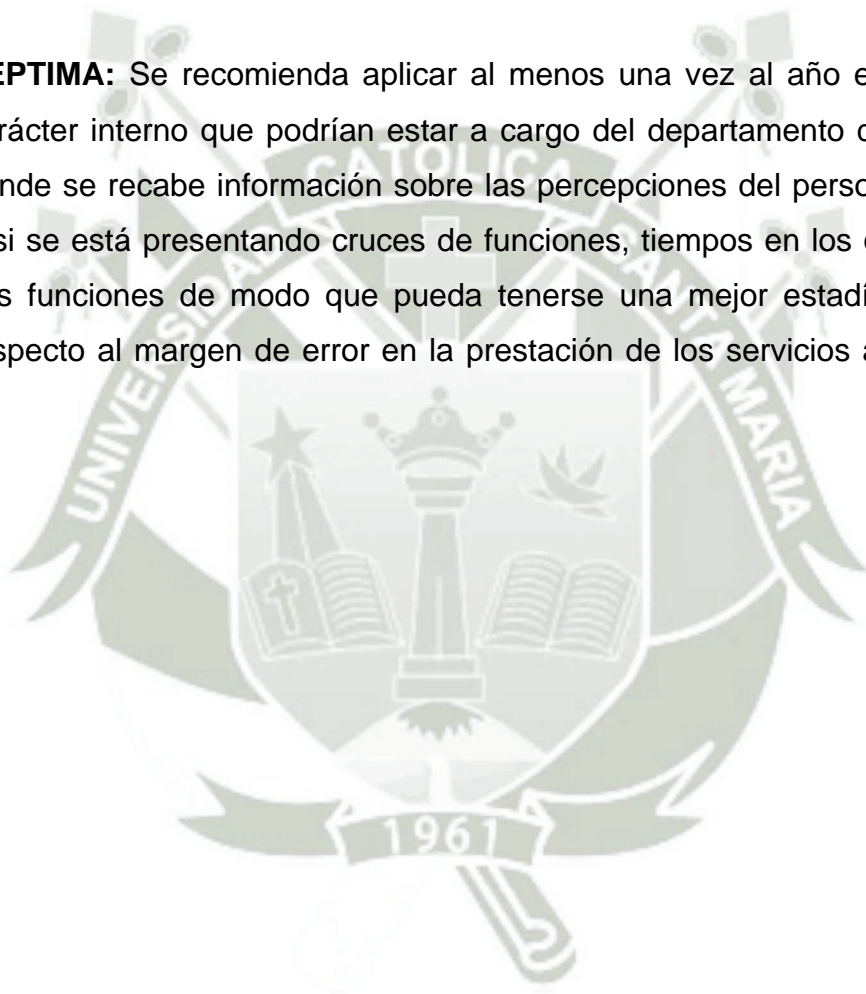 EPTIMA: Se recomienda aplicar al menos una vez al año e
rácter interno que podrían estar a cargo del departamento
nde se recabe información sobre las percepciones del perso
si se está presentando cruces de funciones, tiempos en los
s funciones de modo que pueda tenerse una mejor estadí
specto al margen de error en la prestación de los servicios a
UNIVERSIDAD CATOLICA SANTA MARIA
1961